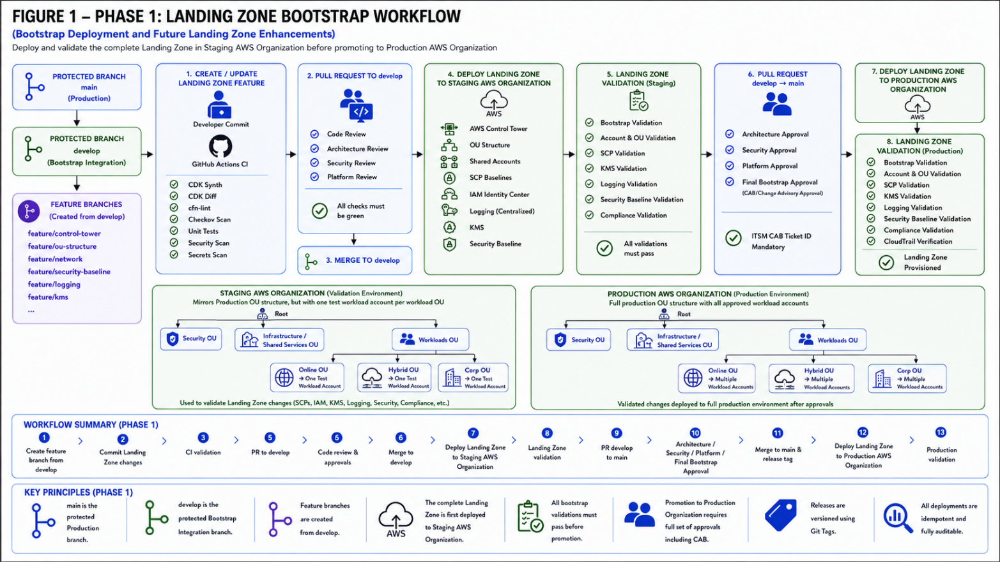 FIGURE 1 – PHASE 1: LANDING ZONE BOOTSTRAP WORKFLOW
(Bootstrap Deployment and Future Landing Zone Enhancements)
Deploy and validate the complete Landing Zone in Staging AWS Organization before promoting to Production AWS Organization
PROTECTED BRANCH
main
(Production)
PROTECTED BRANCH
develop
(Bootstrap Integration)
FEATURE BRANCHES
(Created from develop)
feature/control-tower
feature/ou-structure
feature/network
feature/security-baseline
feature/logging
feature/kms
...
1. CREATE / UPDATE
LANDING ZONE FEATURE
Developer Commit
GitHub Actions CI
CDK Synth
CDK Diff
cfn-lint
Checkov Scan
Unit Tests
Security Scan
Secrets Scan
2. PULL REQUEST TO develop
Code Review
Architecture Review
Security Review
Platform Review
All checks must
be green
3. MERGE TO develop
4. DEPLOY LANDING ZONE
TO STAGING AWS ORGANIZATION
AWS
AWS Control Tower
OU Structure
Shared Accounts
SCP Baselines
IAM Identity Center
Logging (Centralized)
KMS
Security Baseline
5. LANDING ZONE
VALIDATION (Staging)
Bootstrap Validation
Account & OU Validation
SCP Validation
KMS Validation
Logging Validation
Security Baseline Validation
Compliance Validation
All validations
must pass
6. PULL REQUEST
develop → main
Architecture Approval
Security Approval
Platform Approval
Final Bootstrap Approval
(CAB/Change Advisory Approval)
ITSM CAB Ticket ID
Mandatory
7. DEPLOY LANDING ZONE
TO PRODUCTION AWS
ORGANIZATION
AWS
8. LANDING ZONE
VALIDATION (Production)
Bootstrap Validation
Account & OU Validation
SCP Validation
KMS Validation
Logging Validation
Security Baseline Validation
Compliance Validation
CloudTrail Verification
Landing Zone
Provisioned
STAGING AWS ORGANIZATION (Validation Environment)
Mirrors Production OU structure, but with one test workload account per workload OU
Root
Security OU
Infrastructure /
Shared Services OU
Workloads OU
Online OU
→ One Test
Workload Account
Hybrid OU
→ One Test
Workload Account
Corp OU
→ One Test
Workload Account
Used to validate Landing Zone changes (SCPs, IAM, KMS, Logging, Security, Compliance, etc.)
PRODUCTION AWS ORGANIZATION (Production Environment)
Full production OU structure with all approved workload accounts
Root
Security OU
Infrastructure /
Shared Services OU
Workloads OU
Online OU
→ Multiple
Workload Accounts
Hybrid OU
→ Multiple
Workload Accounts
Corp OU
→ Multiple
Workload Accounts
Validated changes deployed to full production environment after approvals
WORKFLOW SUMMARY (PHASE 1)
1
Create feature
branch from
develop
2
Commit Landing
Zone changes
3
CI validation
5
PR to develop
5
Code review &
approvals
6
Merge to
develop
7
Deploy Landing Zone
to Staging AWS
Organization
8
Landing Zone
validation
9
PR develop
to main
10
Architecture /
Security / Platform /
Final Bootstrap
Approval
11
Merge to main &
release tag
12
Deploy Landing Zone
to Production AWS
Organization
13
Production
validation
KEY PRINCIPLES (PHASE 1)
main is the
protected
Production
branch.
develop is the
protected Bootstrap
Integration branch.
Feature branches
are created
from develop.
AWS
The complete Landing
Zone is first deployed
to Staging AWS
Organization.
All bootstrap
validations must
pass before
promotion.
Promotion to Production
Organization requires
full set of approvals
including CAB.
Releases are
versioned using
Git Tags.
All deployments are
idempotent and
fully auditable.